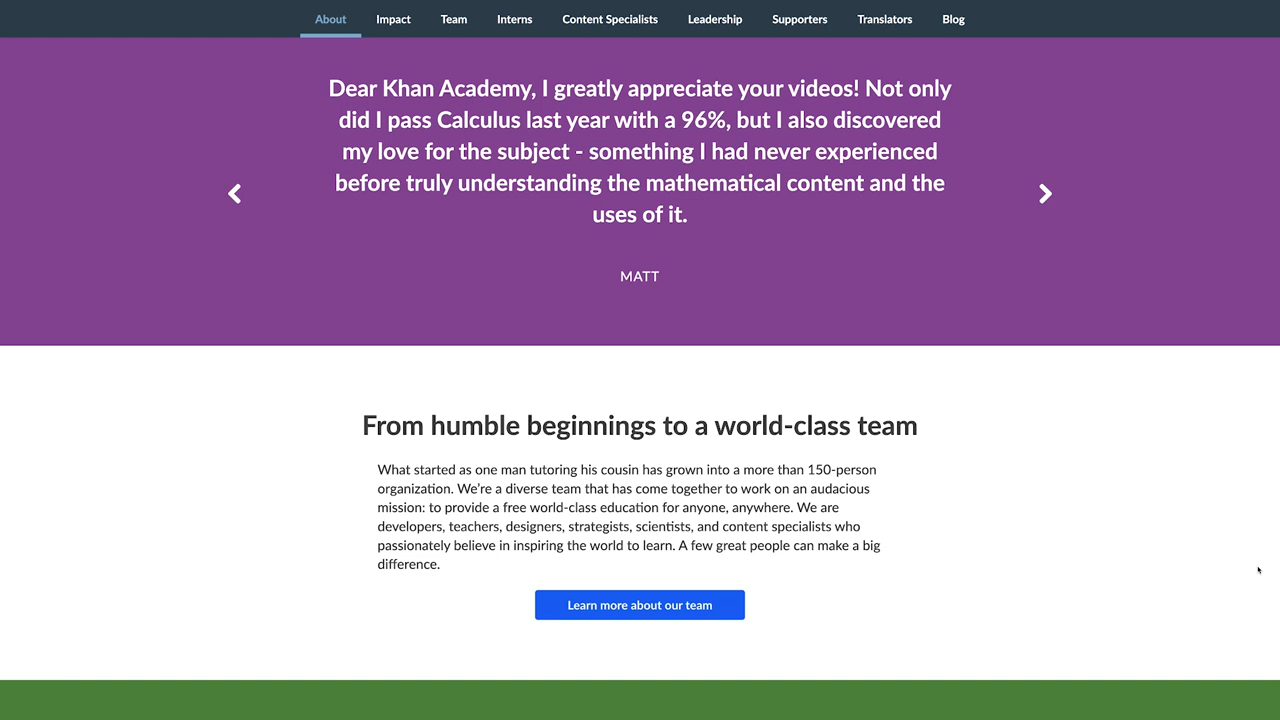 About Impact Team Interns Content Specialists Leadership Supporters Translators Blog
Dear Khan Academy, I greatly appreciate your videos! Not only
did I pass Calculus last year with a 96%, but I also discovered
my love for the subject - something I had never experienced
before truly understanding the mathematical content and the
uses of it.
MATT
From humble beginnings to a world-class team
What started as one man tutoring his cousin has grown into a more than 150-person
organization. We’re a diverse team that has come together to work on an audacious
mission: to provide a free world-class education for anyone, anywhere. We are
developers, teachers, designers, strategists, scientists, and content specialists who
passionately believe in inspiring the world to learn. A few great people can make a big
difference.
Learn more about our team